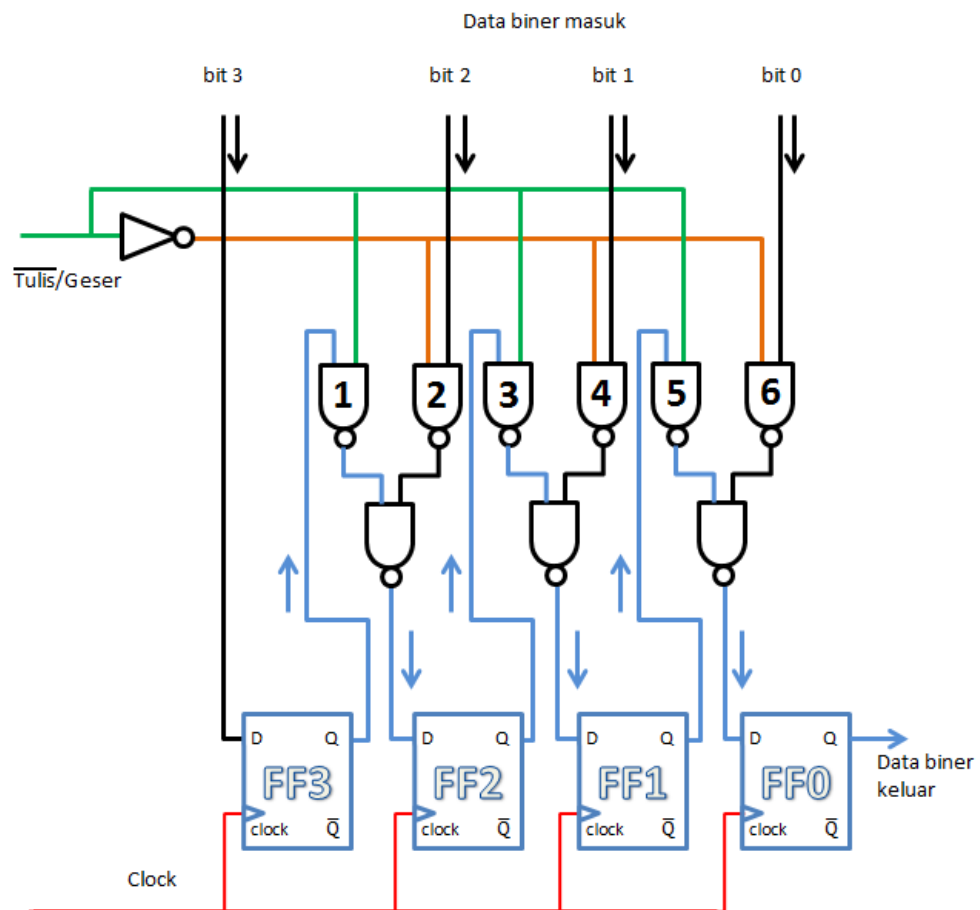 Data biner masuk
bit 3 bit 2 bit 1 bit 0
T̅u̅l̅i̅s̅/Geser
1 2 3 4 5 6
D Q D Q D Q D Q
FF3 FF2 FF1 FF0
clock Q̅ clock Q̅ clock Q̅ clock Q̅
Data biner
keluar
Clock